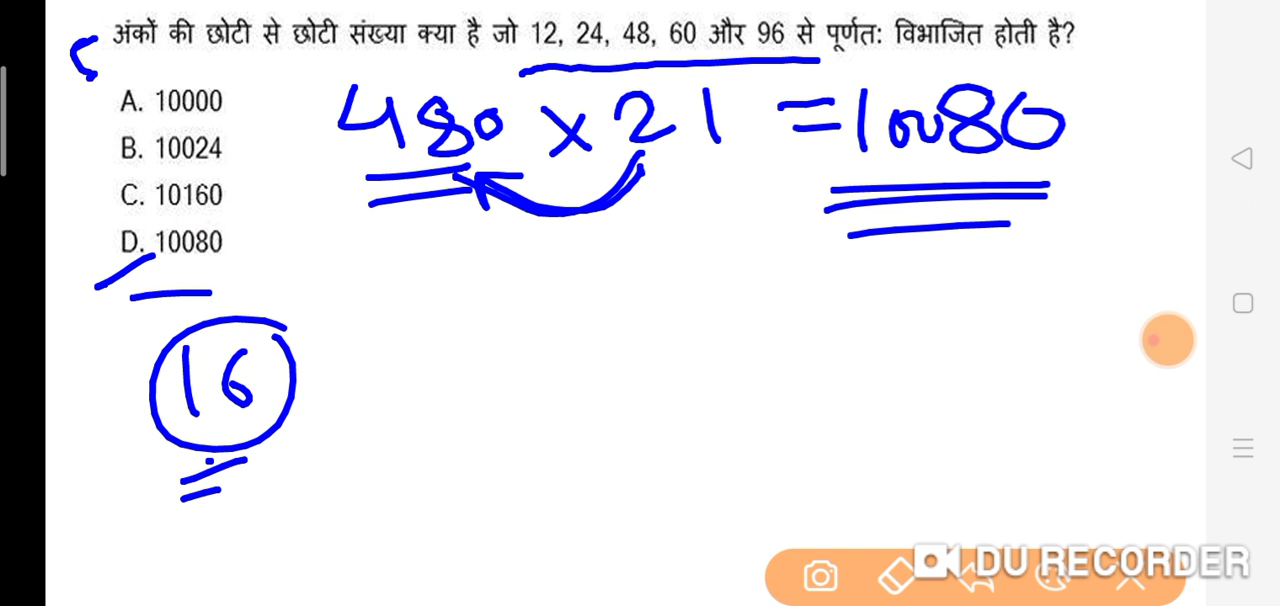 5 अंकों की छोटी से छोटी संख्या क्या है जो 12, 24, 48, 60 और 96 से पूर्णत: विभाजित होती है?
A. 10000
B. 10024
C. 10160
D. 10080
480 × 21 = 10080
16
DU RECORDER